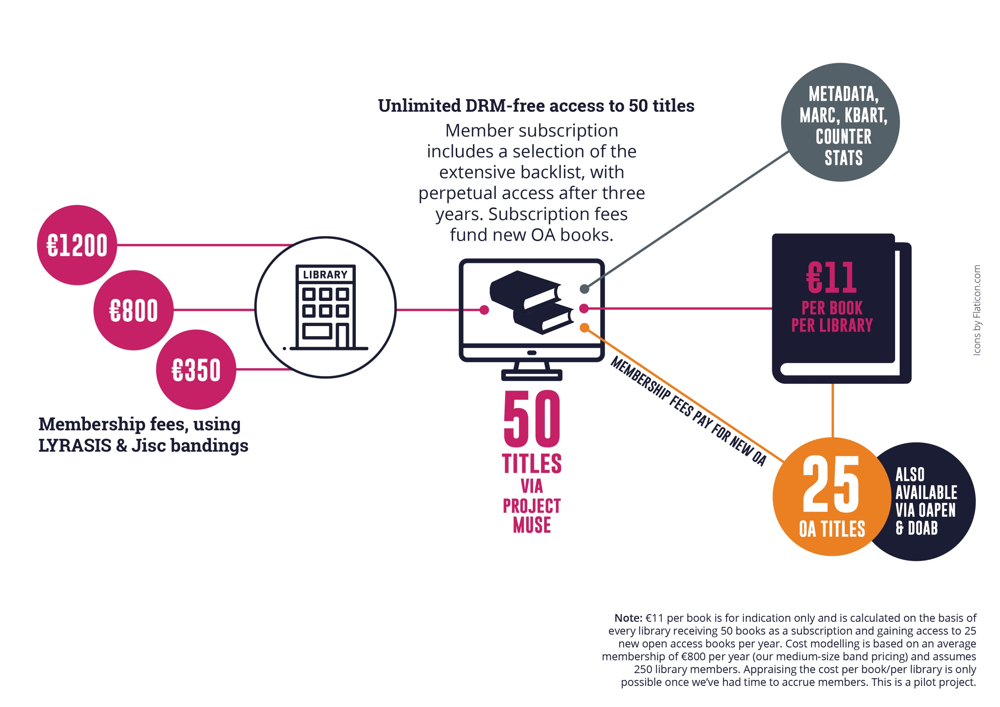 Unlimited DRM-free access to 50 titles
Member subscription
includes a selection of the
extensive backlist, with
perpetual access after three
years. Subscription fees
fund new OA books.
€1200
€800
€350
Membership fees, using
LYRASIS & Jisc bandings
LIBRARY
50
TITLES
VIA
PROJECT
MUSE
METADATA,
MARC, KBART,
COUNTER
STATS
€11
PER BOOK
PER LIBRARY
MEMBERSHIP FEES PAY FOR NEW OA
25
OA TITLES
ALSO
AVAILABLE
VIA OAPEN
& DOAB
Icons by Flaticon.com
Note: €11 per book is for indication only and is calculated on the basis of
every library receiving 50 books as a subscription and gaining access to 25
new open access books per year. Cost modelling is based on an average
membership of €800 per year (our medium-size band pricing) and assumes
250 library members. Appraising the cost per book/per library is only
possible once we’ve had time to accrue members. This is a pilot project.